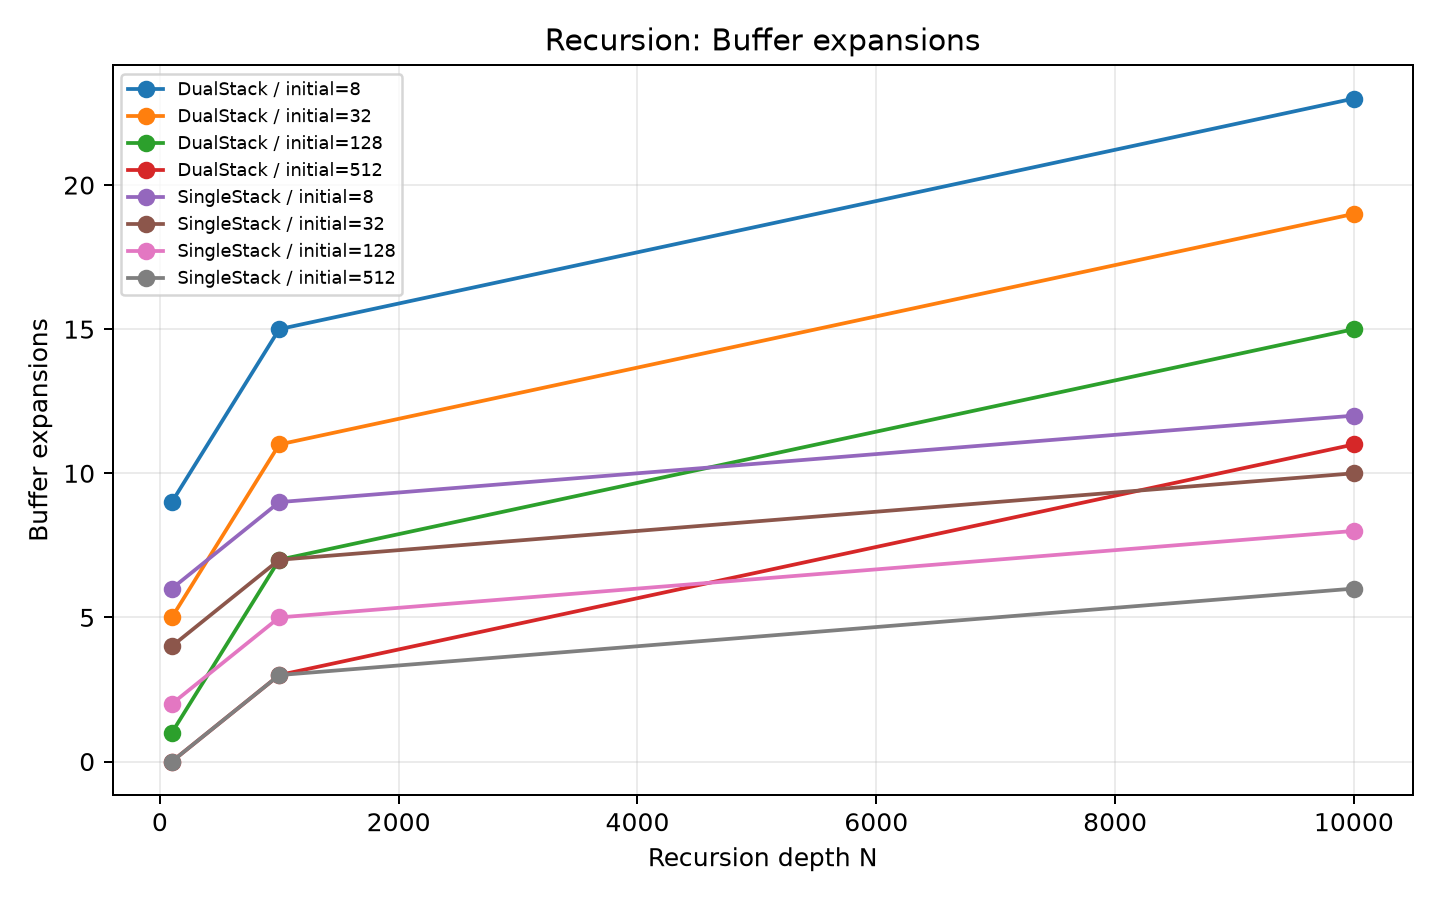 Recursion: Buffer expansions
DualStack / initial=8
DualStack / initial=32
DualStack / initial=128
DualStack / initial=512
SingleStack / initial=8
SingleStack / initial=32
SingleStack / initial=128
SingleStack / initial=512
Buffer expansions
20
15
10
5
0
0 2000 4000 6000 8000 10000
Recursion depth N